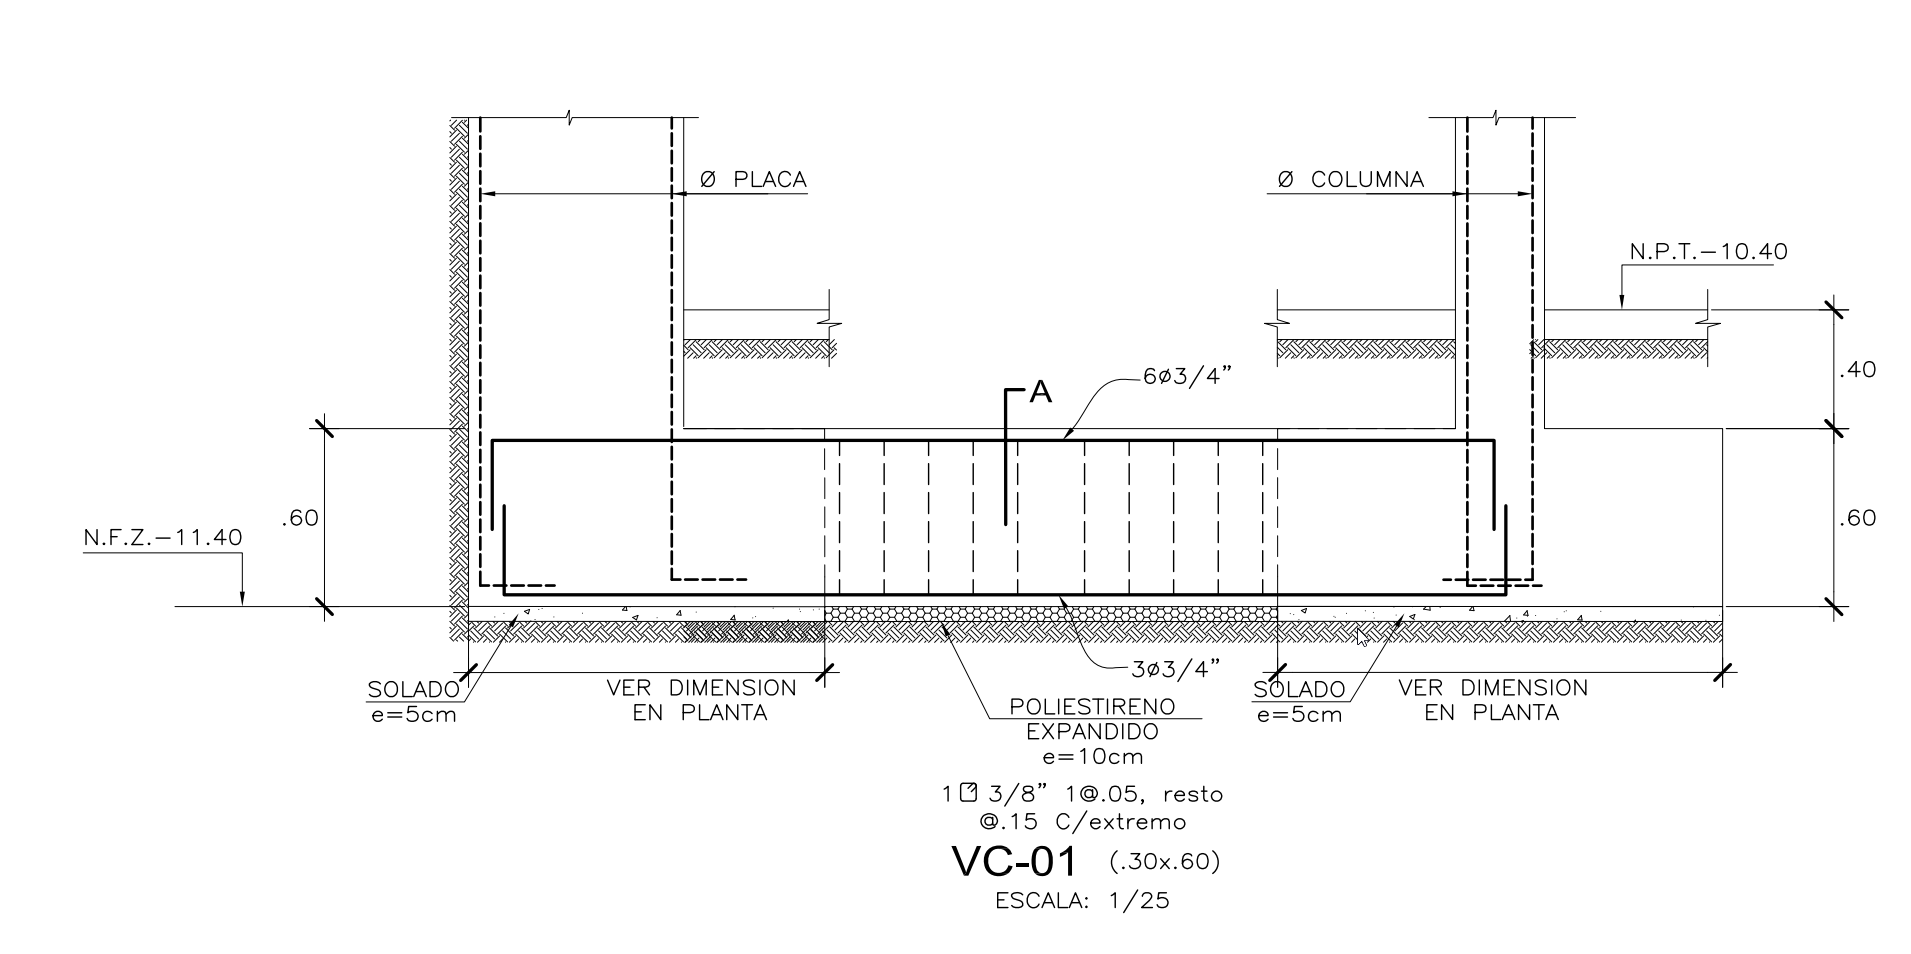 Ø PLACA
Ø COLUMNA
N.P.T.-10.40
.40
6ø3/4"
A
.60
.60
N.F.Z.-11.40
3ø3/4"
SOLADO
e=5cm
VER DIMENSION
EN PLANTA
POLIESTIRENO
EXPANDIDO
e=10cm
SOLADO
e=5cm
VER DIMENSION
EN PLANTA
1 3/8" 1@.05, resto
@.15 C/extremo
VC-01 (.30x.60)
ESCALA: 1/25